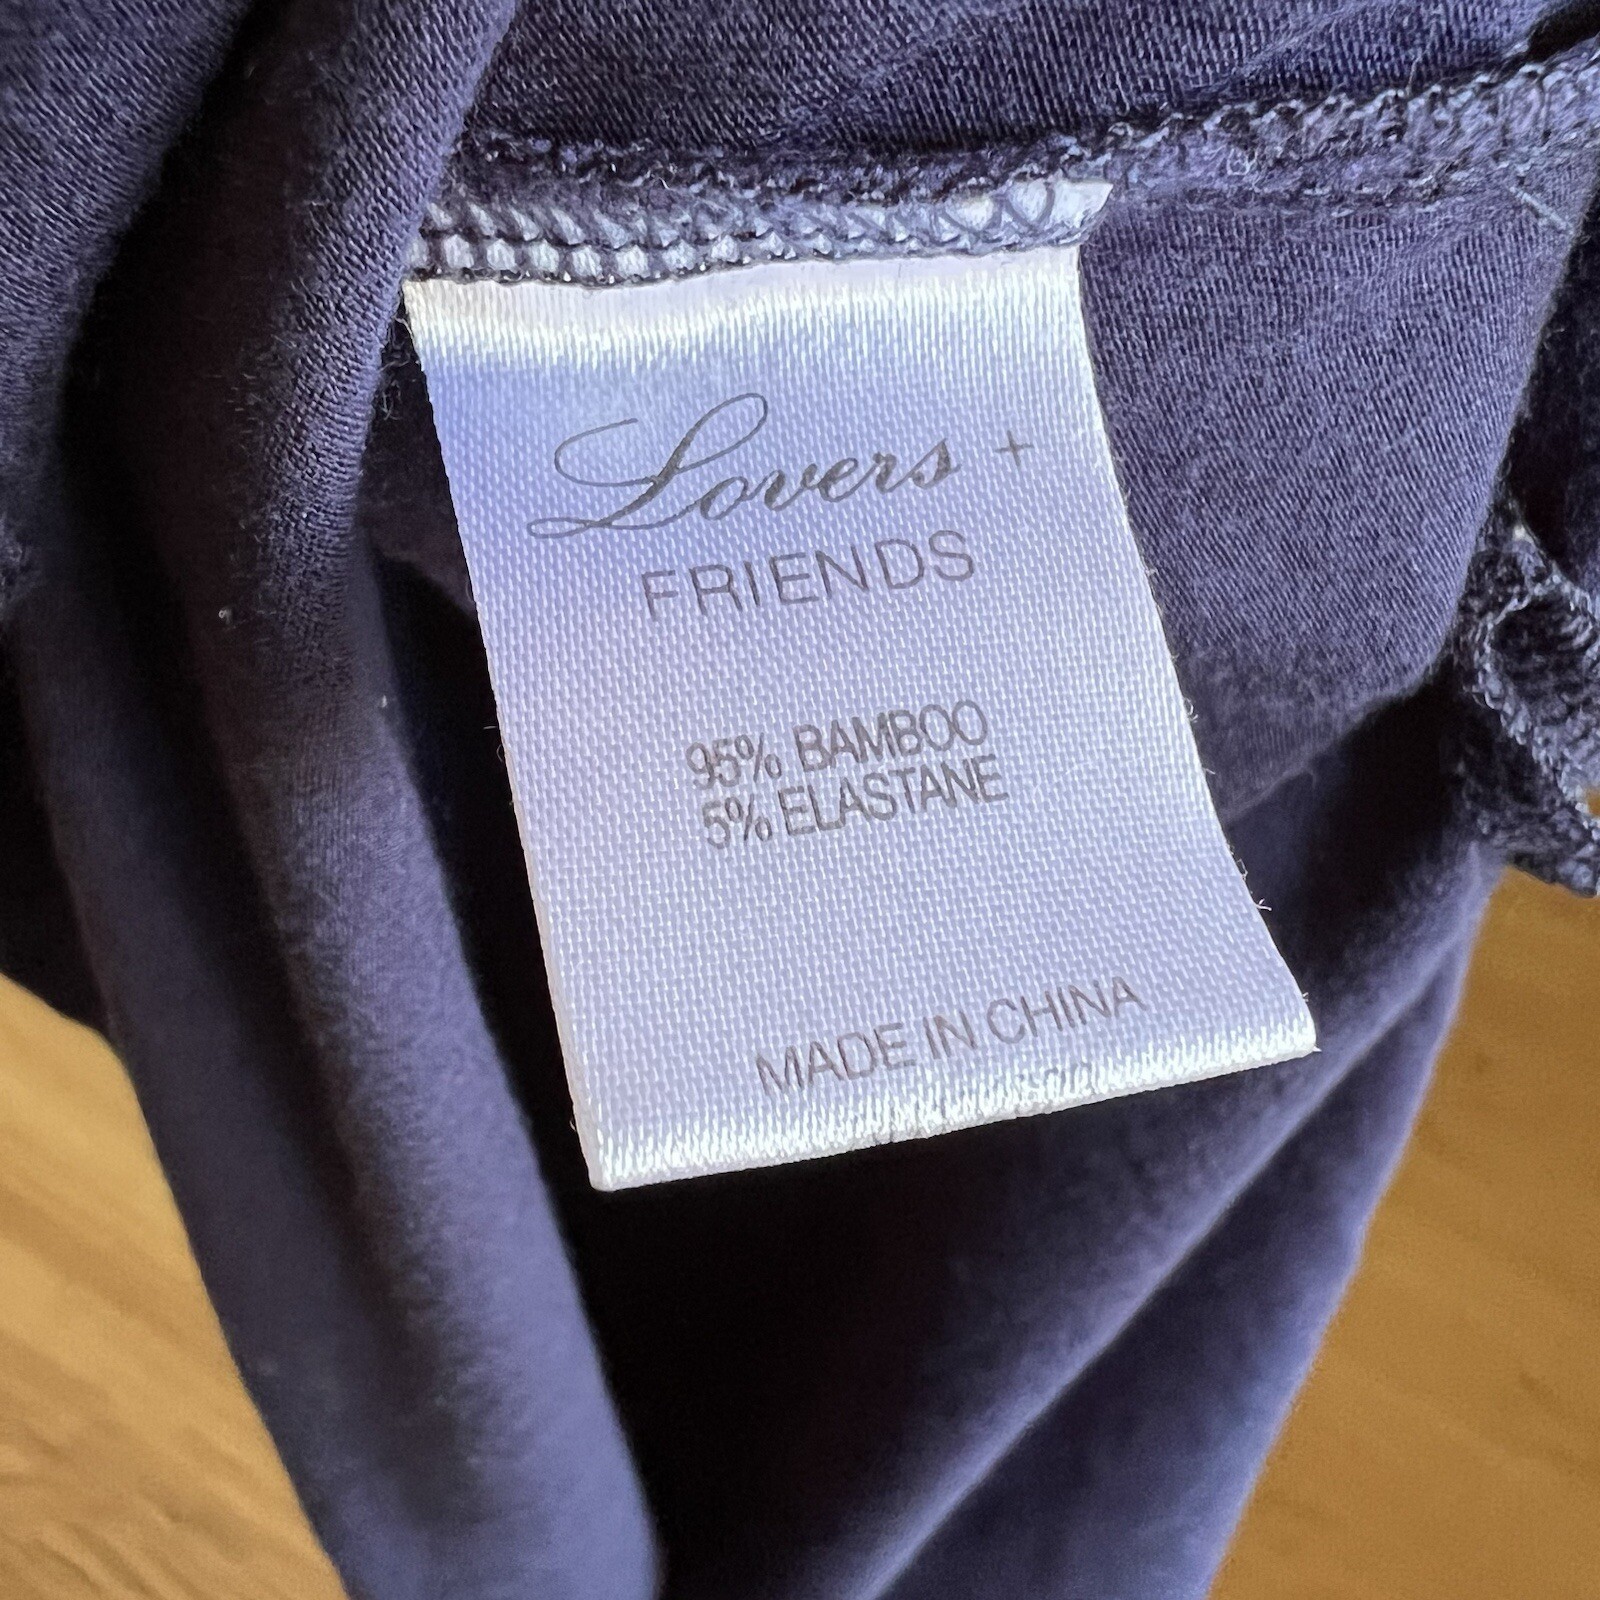 Lovers +
FRIENDS
95% BAMBOO
5% ELASTANE
MADE IN CHINA